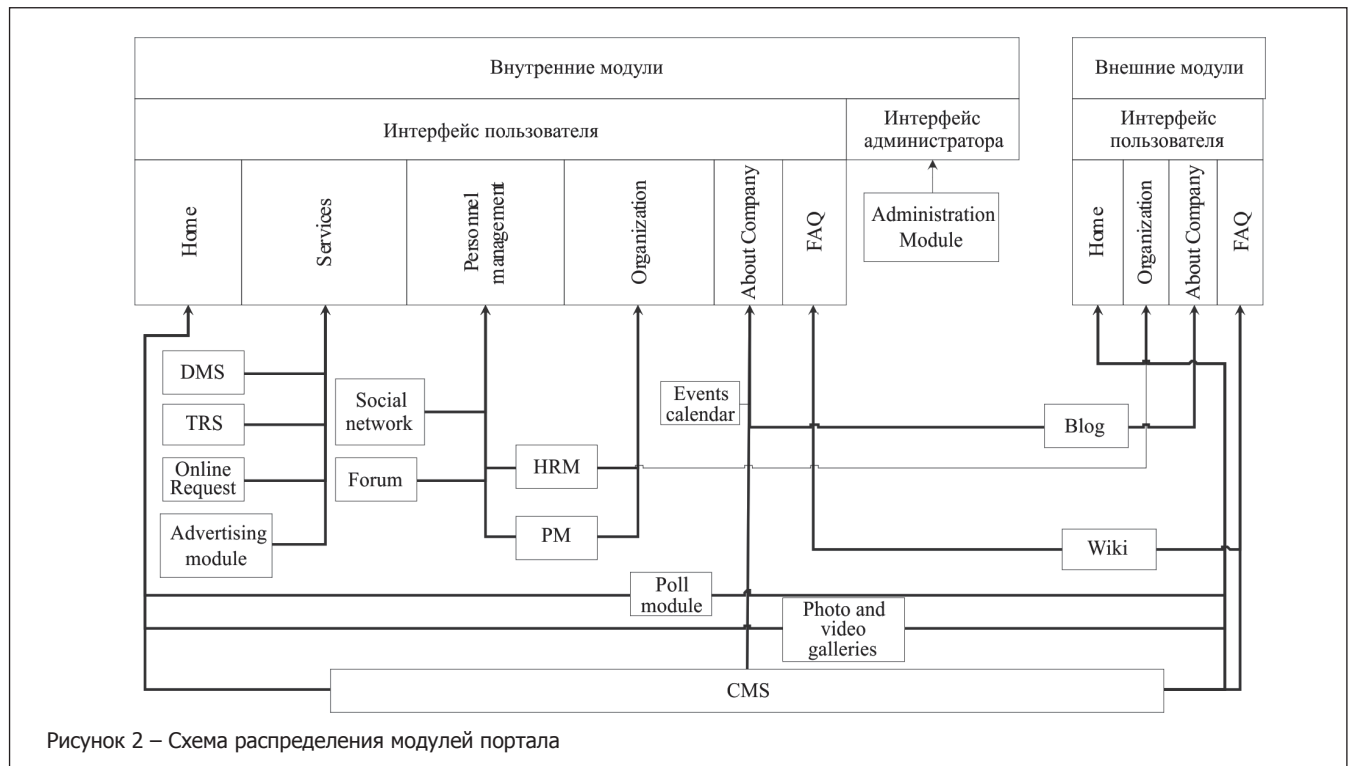 Внутренние модули
Внешние модули
Интерфейс пользователя
Интерфейс
администратора
Интерфейс
пользователя
Home
Services
Personnel
management
Organization
About Company
FAQ
Administration
Module
Home
Organization
About Company
FAQ
DMS
TRS
Online
Request
Advertising
module
Social
network
Forum
HRM
PM
Events
calendar
Blog
Wiki
Poll
module
Photo and
video
galleries
CMS
Рисунок 2 – Схема распределения модулей портала